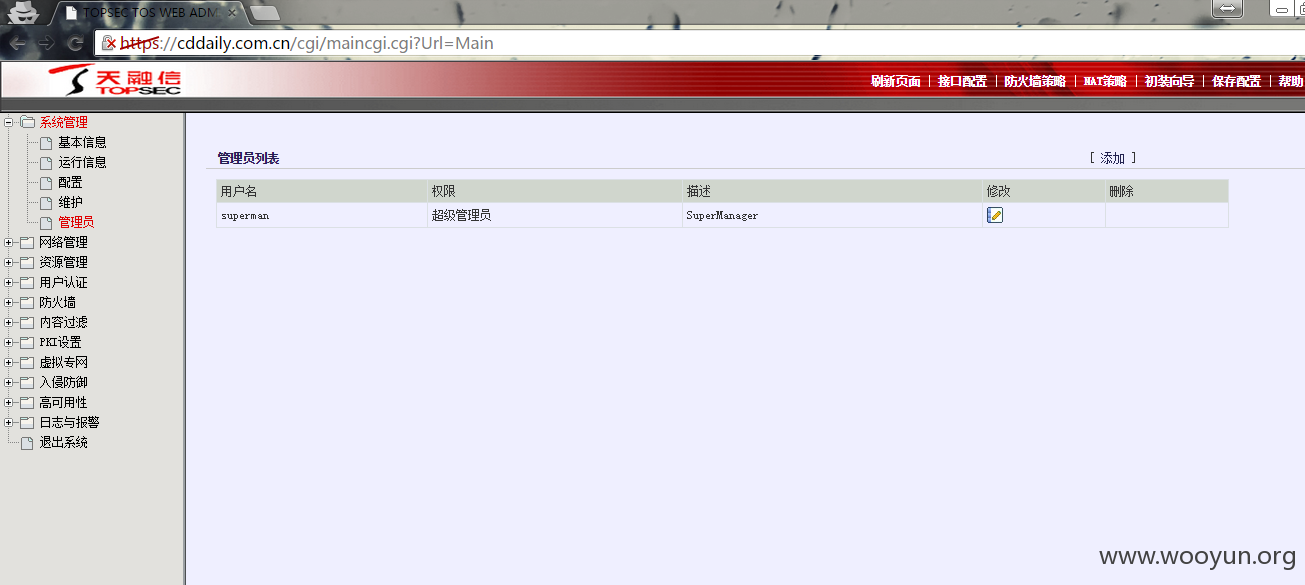 TOPSEC TOS WEB ADM
https://cddaily.com.cn/cgi/maincgi.cgi?Url=Main
天融信
TOPSEC
刷新页面 | 接口配置 | 防火墙策略 | NAT策略 | 初装向导 | 保存配置 | 帮助
系统管理
基本信息
运行信息
配置
维护
管理员
网络管理
资源管理
用户认证
防火墙
内容过滤
PKI设置
虚拟专网
入侵防御
高可用性
日志与报警
退出系统
管理员列表 [ 添加 ]
用户名 权限 描述 修改 删除
superman 超级管理员 SuperManager
www.wooyun.org